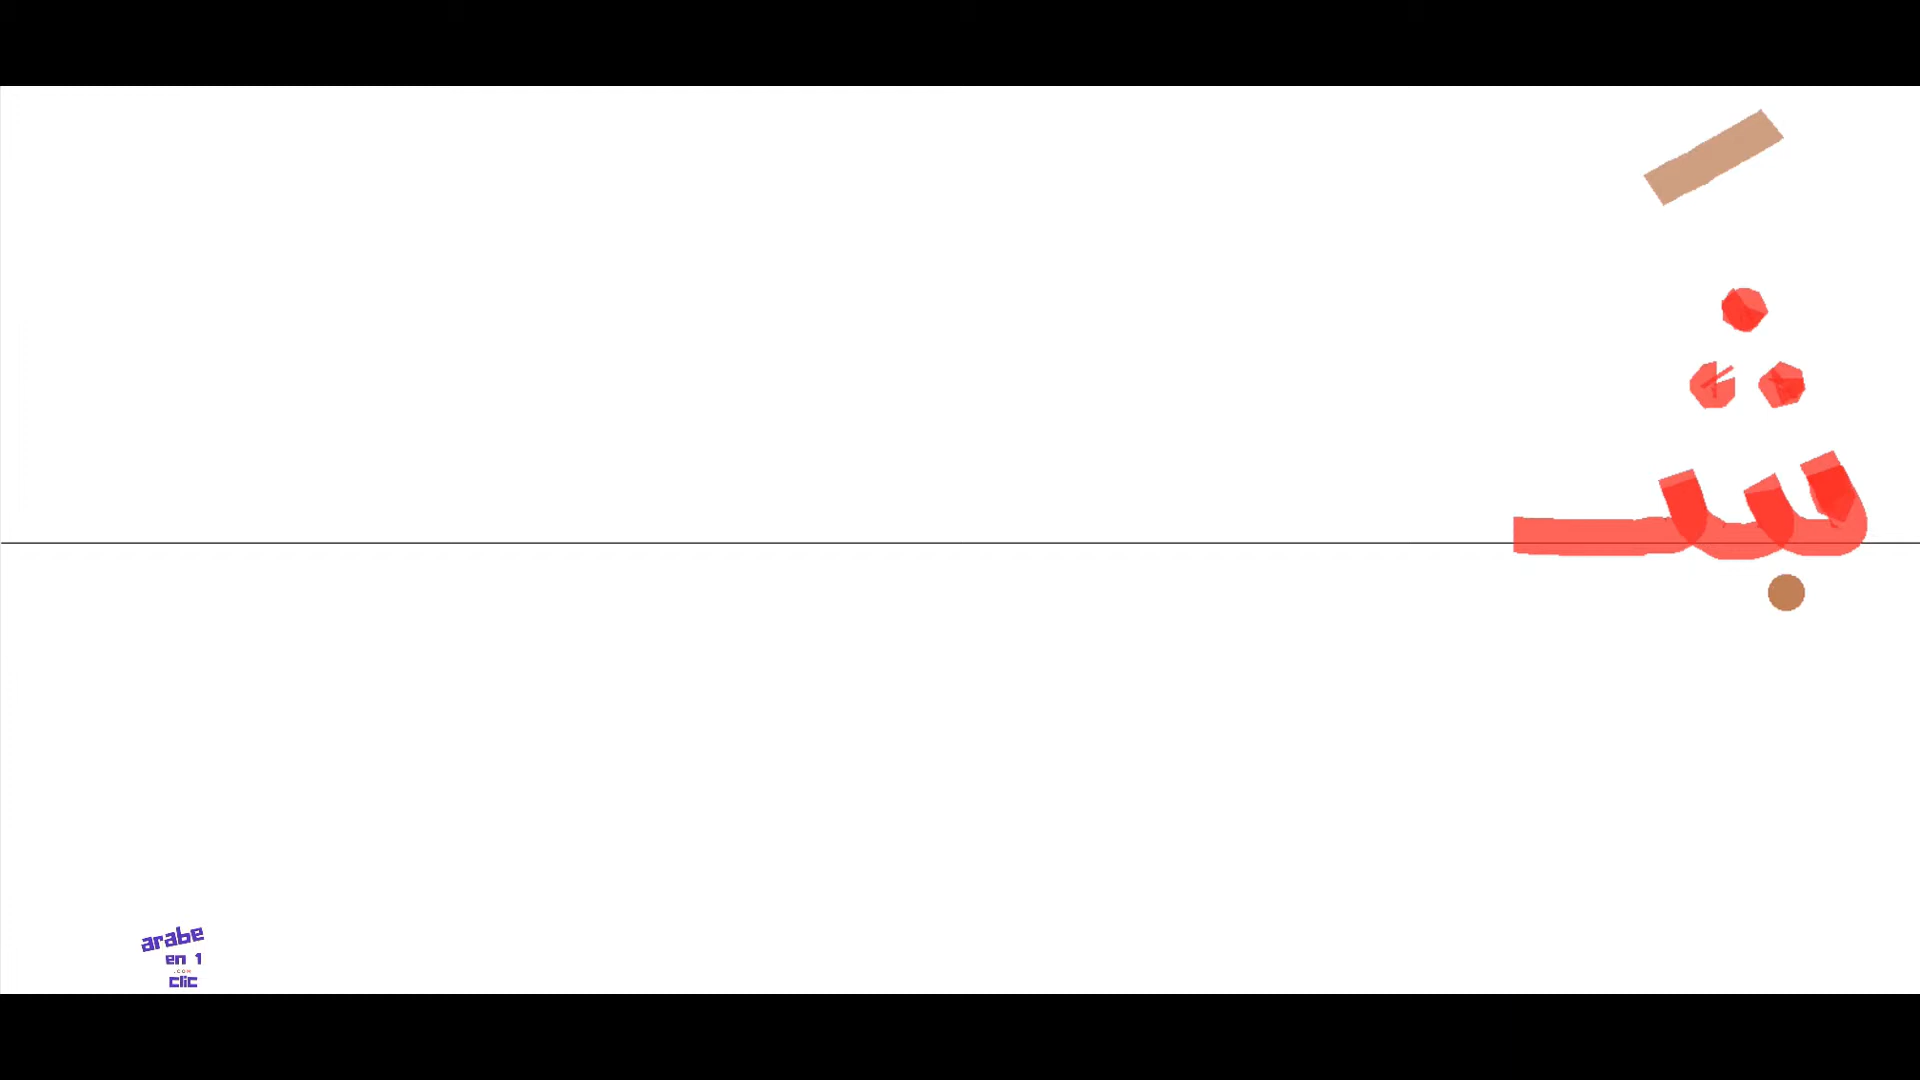 شَـ
arabe
en 1
.com
clic